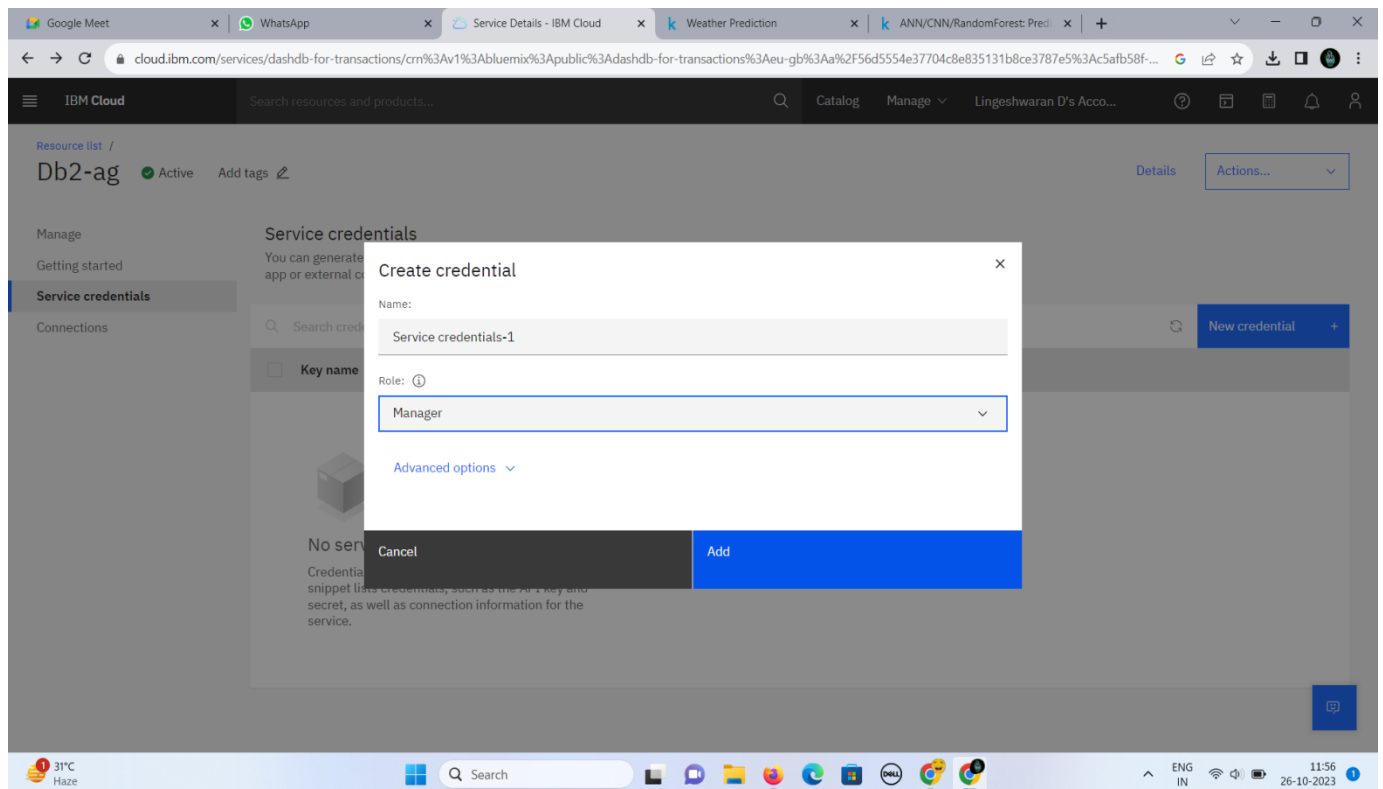 Google Meet
WhatsApp
Service Details - IBM Cloud
Weather Prediction
ANN/CNN/RandomForest: Predi
cloud.ibm.com/services/dashdb-for-transactions/crn%3Av1%3Abluemix%3Apublic%3Adashdb-for-transactions%3Aeu-gb%3Aa%2F56d5554e37704c8e835131b8ce3787e5%3Ac5afb58f-...
IBM Cloud
Search resources and products...
Catalog
Manage
Lingeshwaran D's Acco...
Resource list /
Db2-ag
Active
Add tags
Details
Actions...
Manage
Getting started
Service credentials
Connections
Service credentials
You can generate
app or external
Search
New credential +
Key name
Create credential
Name:
Service credentials-1
Role:
Manager
Advanced options
Cancel
Add
No
snippet lists credentials, such as the API key and
secret, as well as connection information for the
service.
1
31°C
Haze
Search
DELL
ENG
IN
11:56
26-10-2023
1